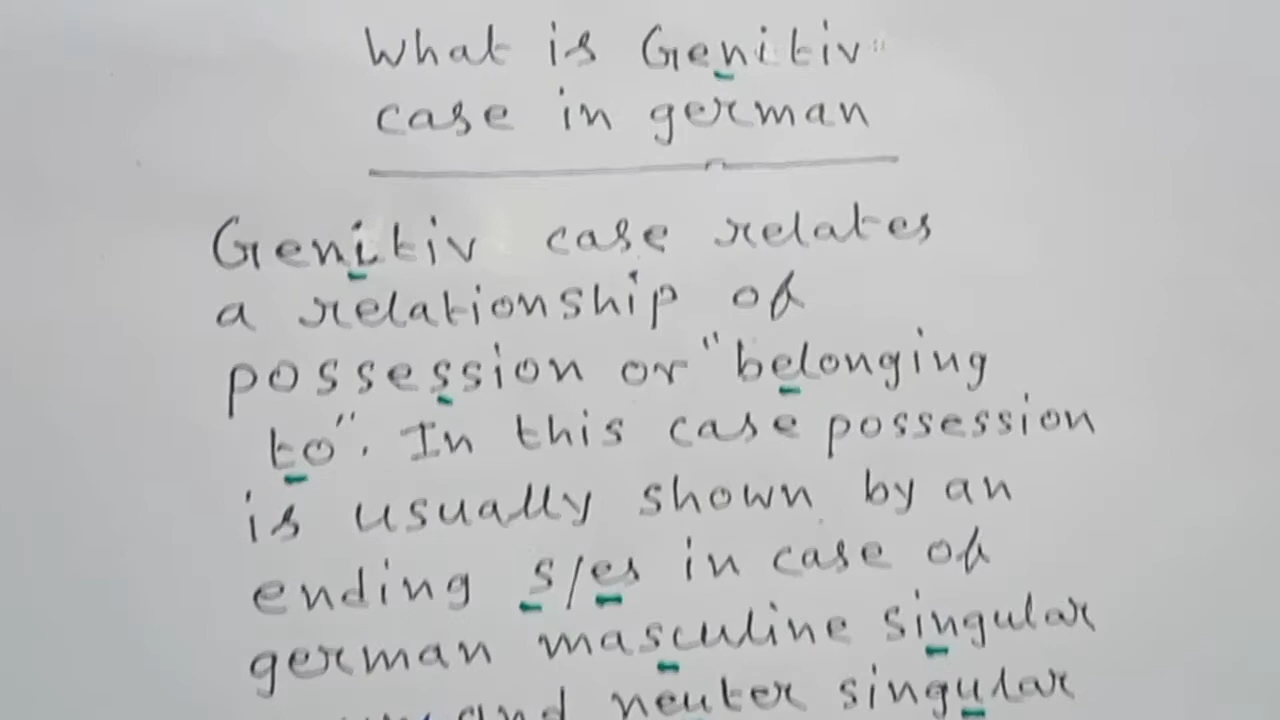 What is Genitiv
case in german
Genitiv case relates
a relationship of
possession or "belonging
to". In this case possession
is usually shown by an
ending s/es in case of
german masculine singular
and neuter singular